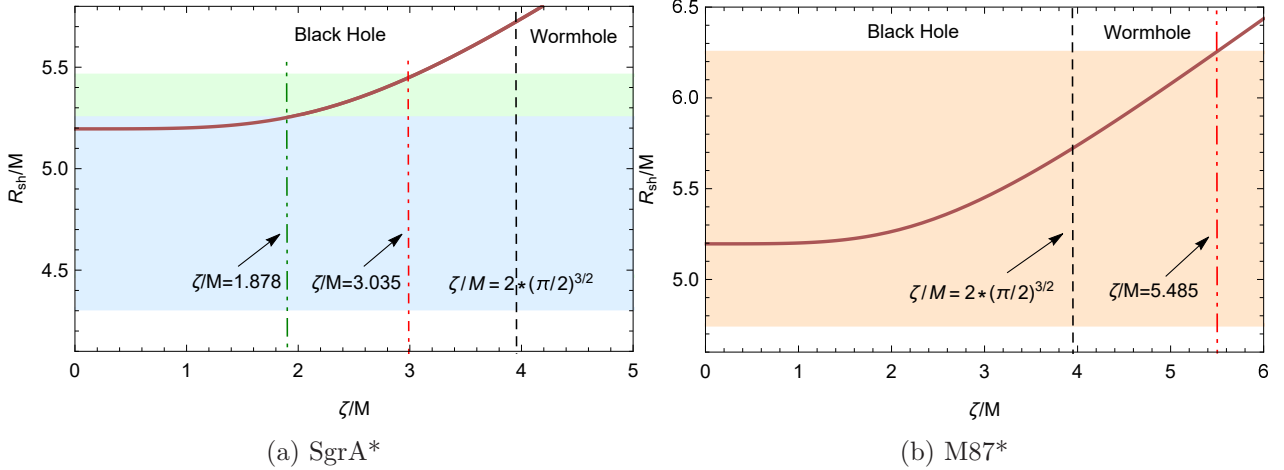 Black Hole
Wormhole
5.5
5.0
4.5
R_sh/M
ζ/M=1.878
ζ/M=3.035
ζ/M=2*(π/2)^{3/2}
0 1 2 3 4 5
ζ/M
(a) SgrA*
6.5
Black Hole
Wormhole
6.0
5.5
5.0
R_sh/M
ζ/M=2*(π/2)^{3/2}
ζ/M=5.485
0 1 2 3 4 5 6
ζ/M
(b) M87*